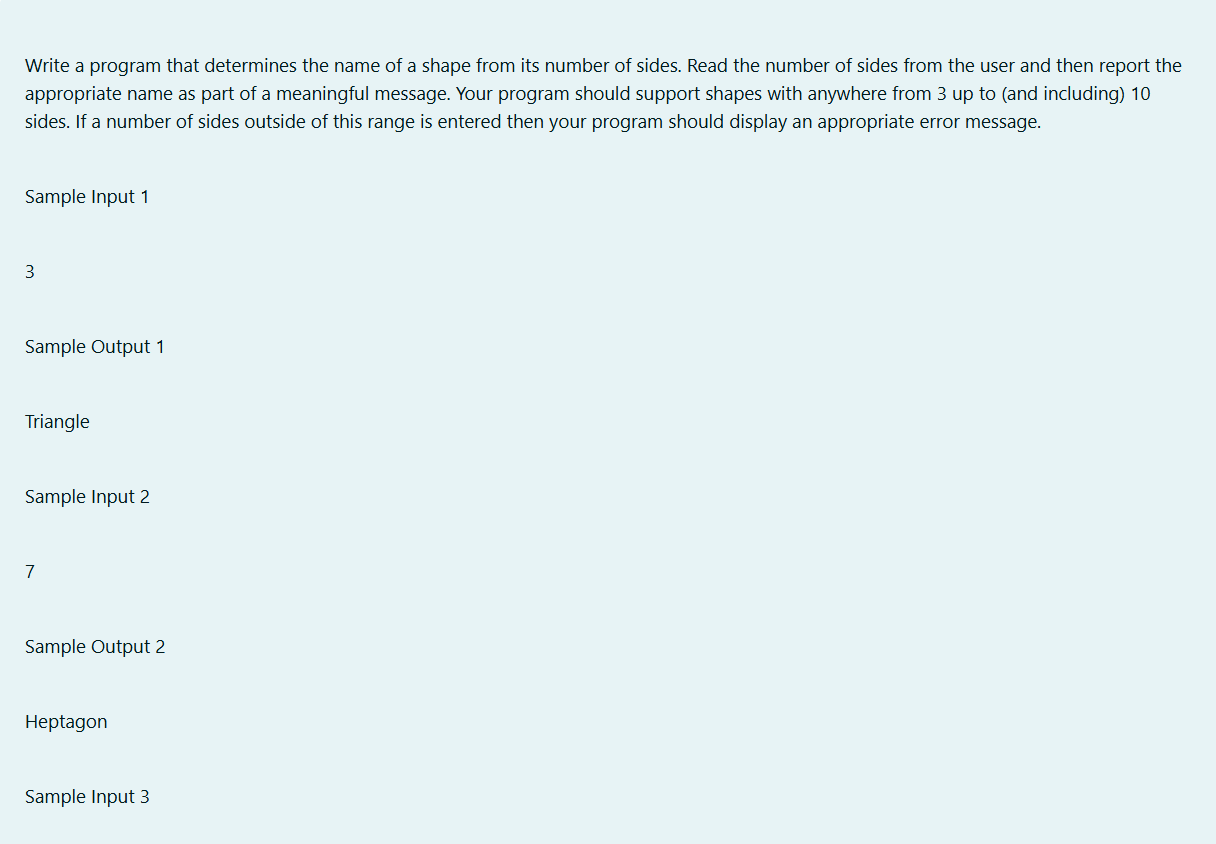 Write a program that determines the name of a shape from its number of sides. Read the number of sides from the user and then report the
appropriate name as part of a meaningful message. Your program should support shapes with anywhere from 3 up to (and including) 10
sides. If a number of sides outside of this range is entered then your program should display an appropriate error message.
Sample Input 1
3
Sample Output 1
Triangle
Sample Input 2
7
Sample Output 2
Heptagon
Sample Input 3